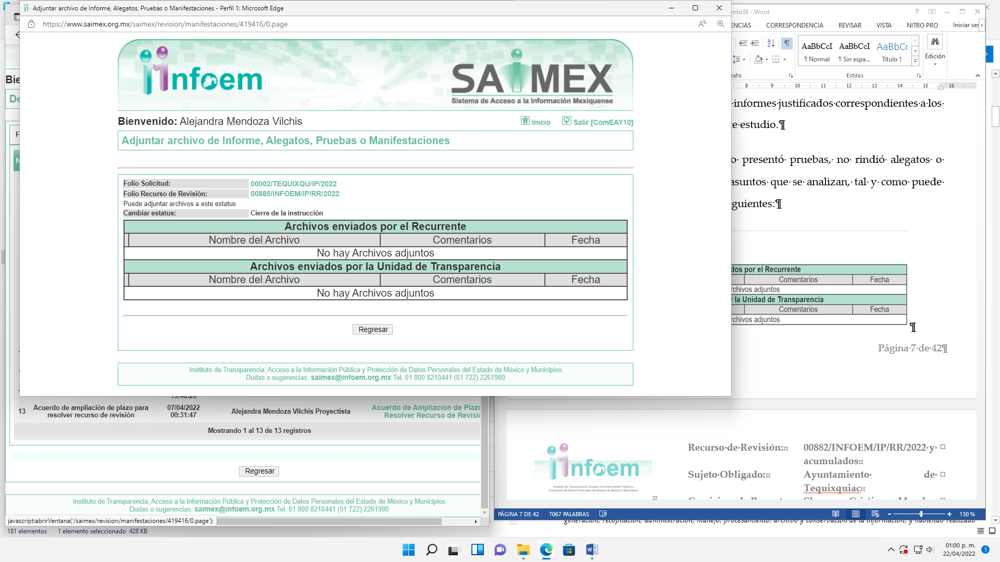 Adjuntar archivo de Informe, Alegatos, Pruebas o Manifestaciones - Perfil 1: Microsoft Edge
https://www.saimex.org.mx/saimex/revision/manifestaciones/419416/0.page
infoem
SAIMEX
Sistema de Acceso a la Información Mexiquense
Bienvenido: Alejandra Mendoza Vilchis
Inicio
Salir [ComEAY10]
Adjuntar archivo de Informe, Alegatos, Pruebas o Manifestaciones
Folio Solicitud: 00002/TEQUIXQU/IP/2022
Folio Recurso de Revisión: 00885/INFOEM/IP/RR/2022
Puede adjuntar archivos a este estatus
Cambiar estatus: Cierre de la instrucción
Archivos enviados por el Recurrente
Nombre del Archivo Comentarios Fecha
No hay Archivos adjuntos
Archivos enviados por la Unidad de Transparencia
Nombre del Archivo Comentarios Fecha
No hay Archivos adjuntos
Regresar
Instituto de Transparencia, Acceso a la Información Pública y Protección de Datos Personales del Estado de México y Municipios
Dudas o sugerencias: saimex@infoem.org.mx Tel. 01 800 8210441 (01 722) 2261980
Bie
De
13 Acuerdo de ampliación de plazo para resolver recurso de revisión 07/04/2022 00:31:47 Alejandra Mendoza Vilchis Proyectista Acuerdo de Ampliacion de Plazo Resolver Recurso de Revisi
Mostrando 1 al 13 de 13 registros
Regresar
Instituto de Transparencia, Acceso a la Información Pública y Protección de Datos Personales del Estado de México y Municipios
Dudas o sugerencias: saimex@infoem.org.mx Tel. 01 800 8210441 (01 722) 2261980
javascript:abrirVentana('/saimex/revision/manifestaciones/419416/0.page');
181 elementos 1 elemento seleccionado 428 KB
ento38 - Word
ENCIAS CORRESPONDENCIA REVISAR VISTA NITRO PRO Iniciar ses
AaBbCcI AaBbCcI AaBbCc
¶ Normal ¶ Sin espa... Título 1
Edición
rafo Estilos
8 9 10 11 12 13 14 15 16
informes·justificados·correspondientes·a·los·
e·estudio.¶
o· presentó· pruebas,· no· rindió· alegatos· o·
asuntos· que· se· analizan,· tal· y· como· puede·
guientes:¶
dos por el Recurrente
Comentarios Fecha
rchivos adjuntos
r la Unidad de Transparencia
Comentarios Fecha
rchivos adjuntos
¶
Página·7·de·42¶
infoem
Instituto de Transparencia, Acceso a la Información Pública y
Protección de Datos Personales del Estado de México y Municipios
Recurso·de·Revisión:¤ 00882/INFOEM/IP/RR/2022·y·
acumulados¤
Sujeto·Obligado:¤ Ayuntamiento· de·
Tequixquiac¤
PÁGINA 7 DE 42 7067 PALABRAS
130 %
generación, recopilación, administración, manejo, procesamiento, archivo y conservación de la información, y habiendo realizado
01:00 p. m.
22/04/2022
1